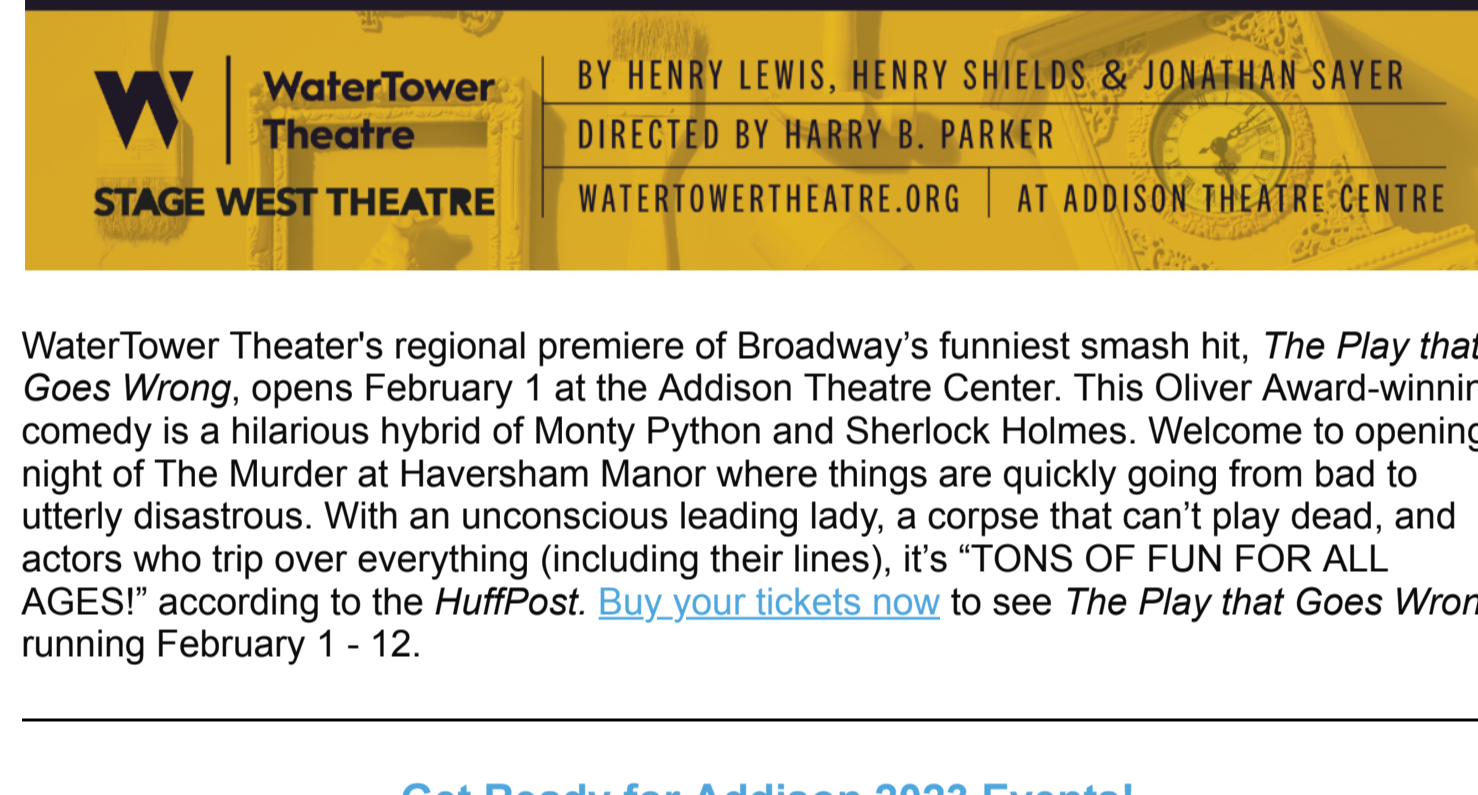 WaterTower
Theatre
STAGE WEST THEATRE
BY HENRY LEWIS, HENRY SHIELDS & JONATHAN SAYER
DIRECTED BY HARRY B. PARKER
WATERTOWERTHEATRE.ORG | AT ADDISON THEATRE CENTRE
WaterTower Theater's regional premiere of Broadway’s funniest smash hit, The Play that
Goes Wrong, opens February 1 at the Addison Theatre Center. This Oliver Award-winnin
comedy is a hilarious hybrid of Monty Python and Sherlock Holmes. Welcome to opening
night of The Murder at Haversham Manor where things are quickly going from bad to
utterly disastrous. With an unconscious leading lady, a corpse that can’t play dead, and
actors who trip over everything (including their lines), it’s “TONS OF FUN FOR ALL
AGES!” according to the HuffPost. Buy your tickets now to see The Play that Goes Wron
running February 1 - 12.
Get Ready for Addison 2023 Events!